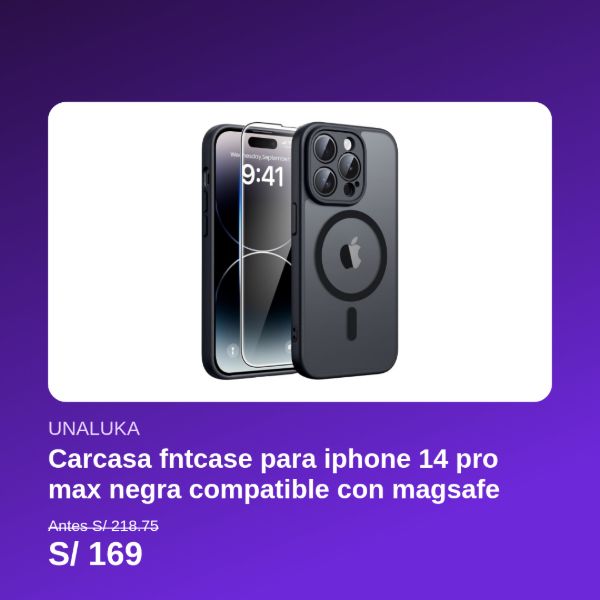 Wednesday, September
9:41
UNALUKA
Carcasa fntcase para iphone 14 pro
max negra compatible con magsafe
Antes S/ 218.75
S/ 169